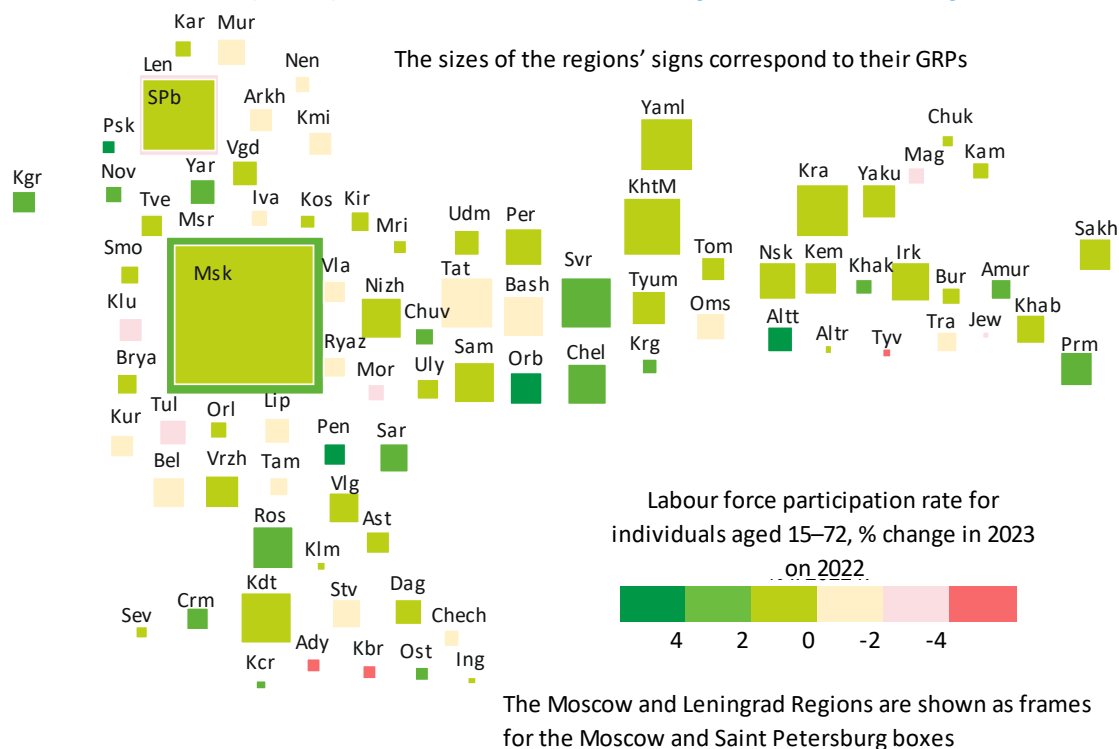 Kar
Mur
Len
Nen
The sizes of the regions’ signs correspond to their GRPs
SPb
Arkh
Kmi
Yaml
Chuk
Psk
Vgd
Mag
Kam
Kgr
Nov
Yar
KhtM
Kra
Yaku
Tve
Msr
Iva
Kos
Kir
Mri
Udm
Per
Sakh
Smo
Msk
Vla
Nizh
Tat
Bash
Svr
Tom
Nsk
Kem
Khak
Irk
Bur
Amur
Tyum
Klu
Chuv
Oms
Altt
Altr
Tyv
Tra
Jew
Khab
Brya
Ryaz
Mor
Uly
Sam
Orb
Chel
Krg
Prm
Kur
Tul
Orl
Lip
Pen
Sar
Bel
Vrzh
Tam
Vlg
Ast
Ros
Klm
Labour force participation rate for
individuals aged 15–72, % change in 2023
on 2022
4 2 0 -2 -4
Sev
Crm
Kdt
Stv
Dag
Chech
Kcr
Ady
Kbr
Ost
Ing
The Moscow and Leningrad Regions are shown as frames
for the Moscow and Saint Petersburg boxes